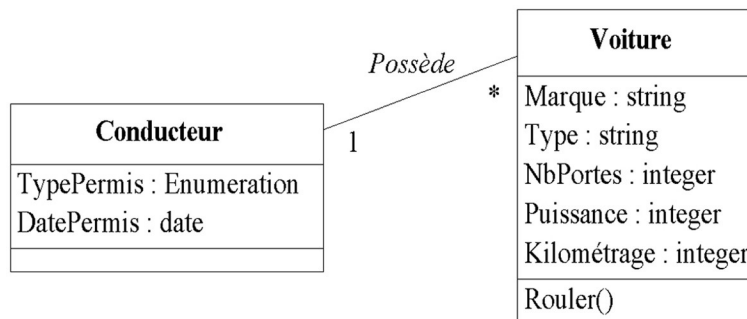 Conducteur
TypePermis : Enumeration
DatePermis : date
Possède
1
*
Voiture
Marque : string
Type : string
NbPortes : integer
Puissance : integer
Kilométrage : integer
Rouler()